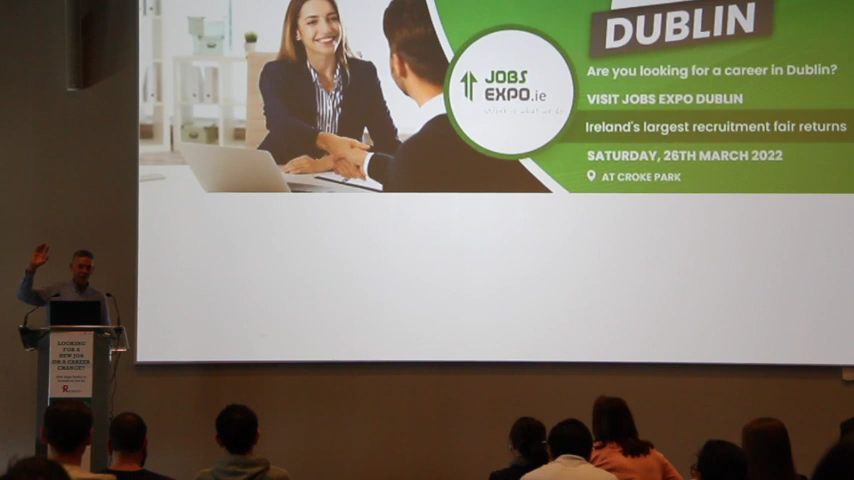 DUBLIN
Are you looking for a career in Dublin?
VISIT JOBS EXPO DUBLIN
Ireland's largest recruitment fair returns
SATURDAY, 26TH MARCH 2022
AT CROKE PARK
JOBS
EXPO.ie
LOOKING
FOR A
NEW JOB
OR A CAREER
CHANGE?